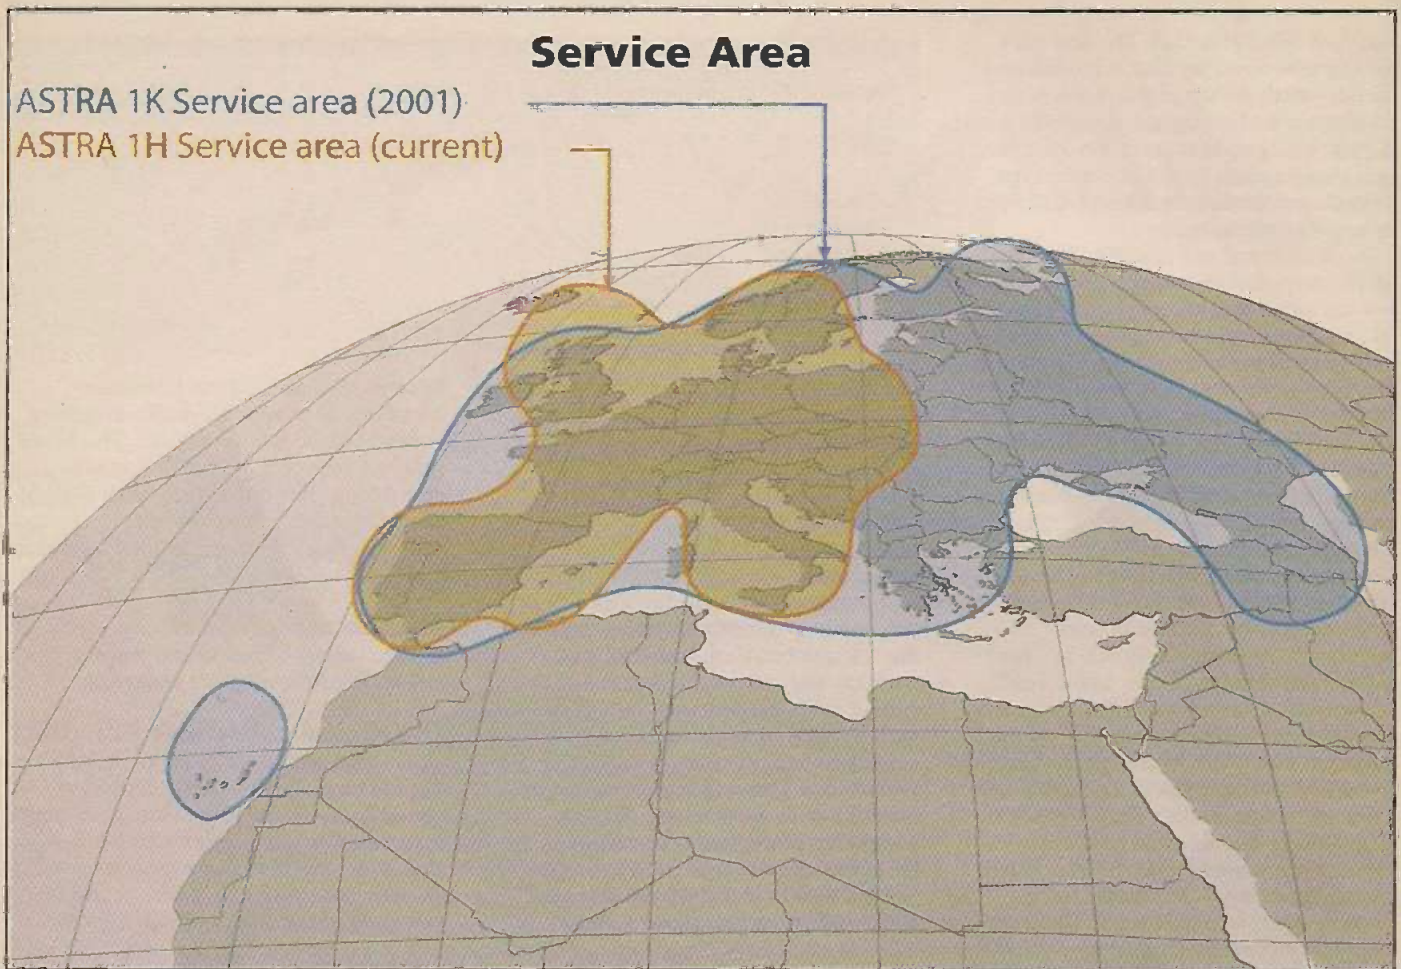 Service Area
ASTRA 1K Service area (2001)
ASTRA 1H Service area (current)